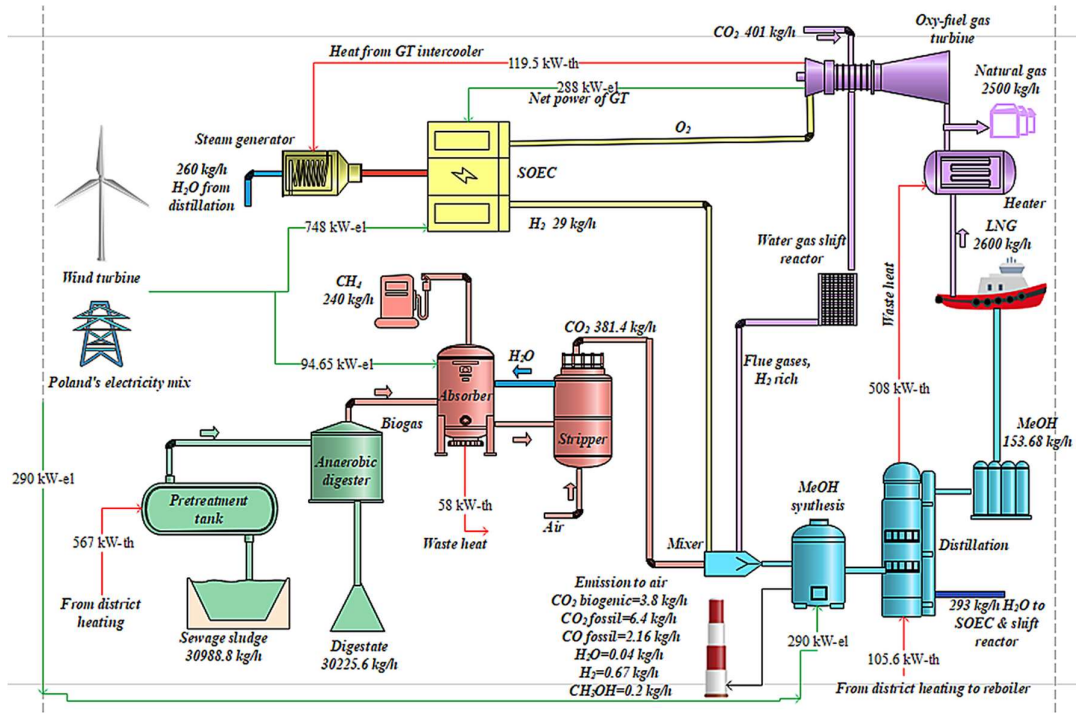 CO₂ 401 kg/h
Oxy-fuel gas
turbine
Heat from GT intercooler
119.5 kW-th
288 kW-el
Net power of GT
Natural gas
2500 kg/h
Steam generator
O₂
260 kg/h
H₂O from
distillation
SOEC
Heater
H₂ 29 kg/h
748 kW-el
Water gas shift
reactor
LNG
2600 kg/h
Wind turbine
CH₄
240 kg/h
Waste heat
CO₂ 381.4 kg/h
94.65 kW-el
H₂O
Poland's electricity mix
Absorber
Flue gases,
H₂ rich
508 kW-th
Biogas
Stripper
MeOH
153.68 kg/h
Anaerobic
digester
290 kW-el
Pretreatment
tank
58 kW-th
MeOH
synthesis
Air
567 kW-th
Waste heat
Mixer
Distillation
From district
heating
Emission to air
CO₂ biogenic=3.8 kg/h
CO₂ fossil=6.4 kg/h
CO fossil=2.16 kg/h
H₂O=0.04 kg/h
H₂=0.67 kg/h
CH₃OH=0.2 kg/h
293 kg/h H₂O to
SOEC & shift
reactor
Sewage sludge
30988.8 kg/h
Digestate
30225.6 kg/h
290 kW-el
105.6 kW-th
From district heating to reboiler